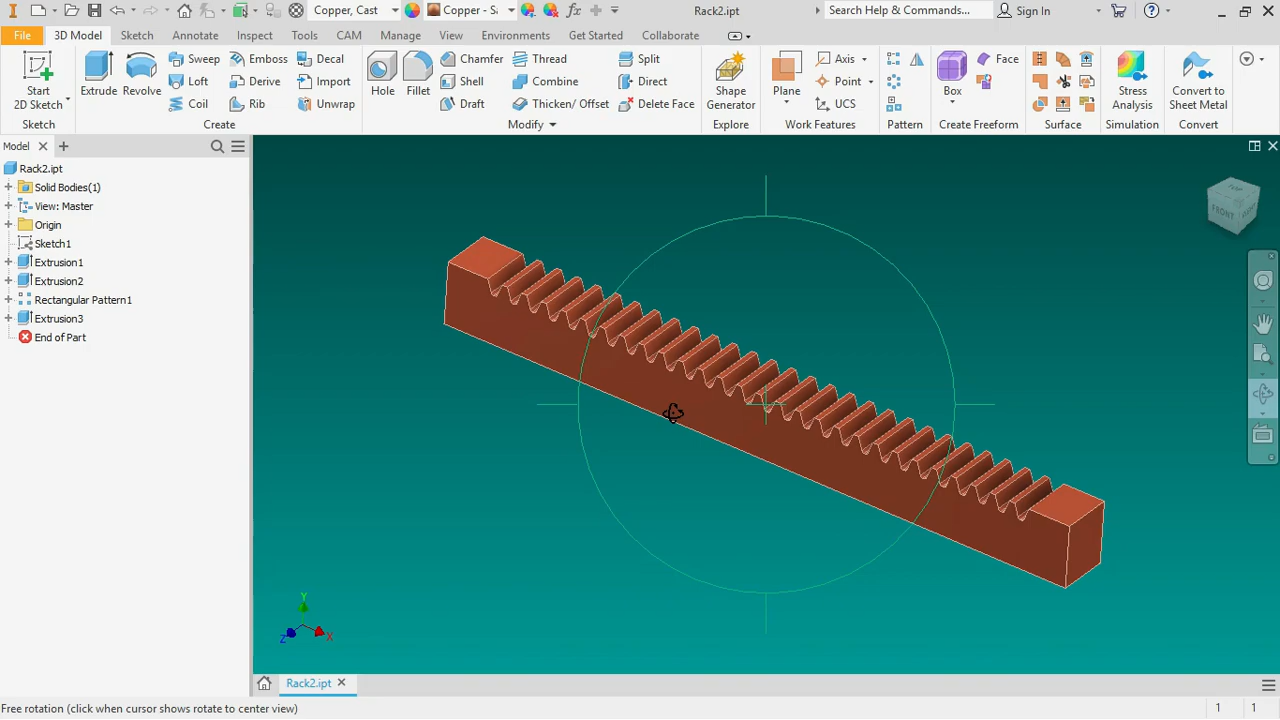 Copper, Cast
Copper - Sa
Rack2.ipt
Search Help & Commands...
Sign In
File
3D Model
Sketch
Annotate
Inspect
Tools
CAM
Manage
View
Environments
Get Started
Collaborate
Start
2D Sketch
Extrude
Revolve
Sweep
Loft
Coil
Emboss
Derive
Rib
Decal
Import
Unwrap
Hole
Fillet
Chamfer
Shell
Draft
Thread
Combine
Thicken/ Offset
Split
Direct
Delete Face
Shape
Generator
Plane
Axis
Point
UCS
Box
Face
Stress
Analysis
Convert to
Sheet Metal
Sketch
Create
Modify
Explore
Work Features
Pattern
Create Freeform
Surface
Simulation
Convert
Model
Rack2.ipt
Solid Bodies(1)
View: Master
Origin
Sketch1
Extrusion1
Extrusion2
Rectangular Pattern1
Extrusion3
End of Part
FRONT
Y
Z
X
Rack2.ipt
Free rotation (click when cursor shows rotate to center view)
1
1